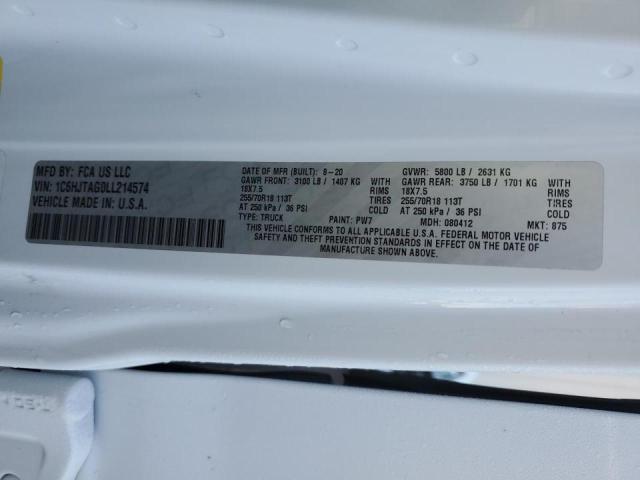 MFD BY: FCA US LLC
VIN: 1C6HJTAG0LL214574
VEHICLE MADE IN: U.S.A.
DATE OF MFR (BUILT): 8-20
GVWR: 5800 LB / 2631 KG
GAWR FRONT: 3100 LB / 1407 KG WITH
GAWR REAR: 3750 LB / 1701 KG WITH
18X7.5 RIMS
18X7.5 RIMS
255/70R18 113T TIRES
255/70R18 113T TIRES
AT 250 kPa / 36 PSI COLD
AT 250 kPa / 36 PSI COLD
TYPE: TRUCK PAINT: PW7 MDH: 080412 MKT: 875
THIS VEHICLE CONFORMS TO ALL APPLICABLE U.S.A. FEDERAL MOTOR VEHICLE
SAFETY AND THEFT PREVENTION STANDARDS IN EFFECT ON THE DATE OF
MANUFACTURE SHOWN ABOVE.